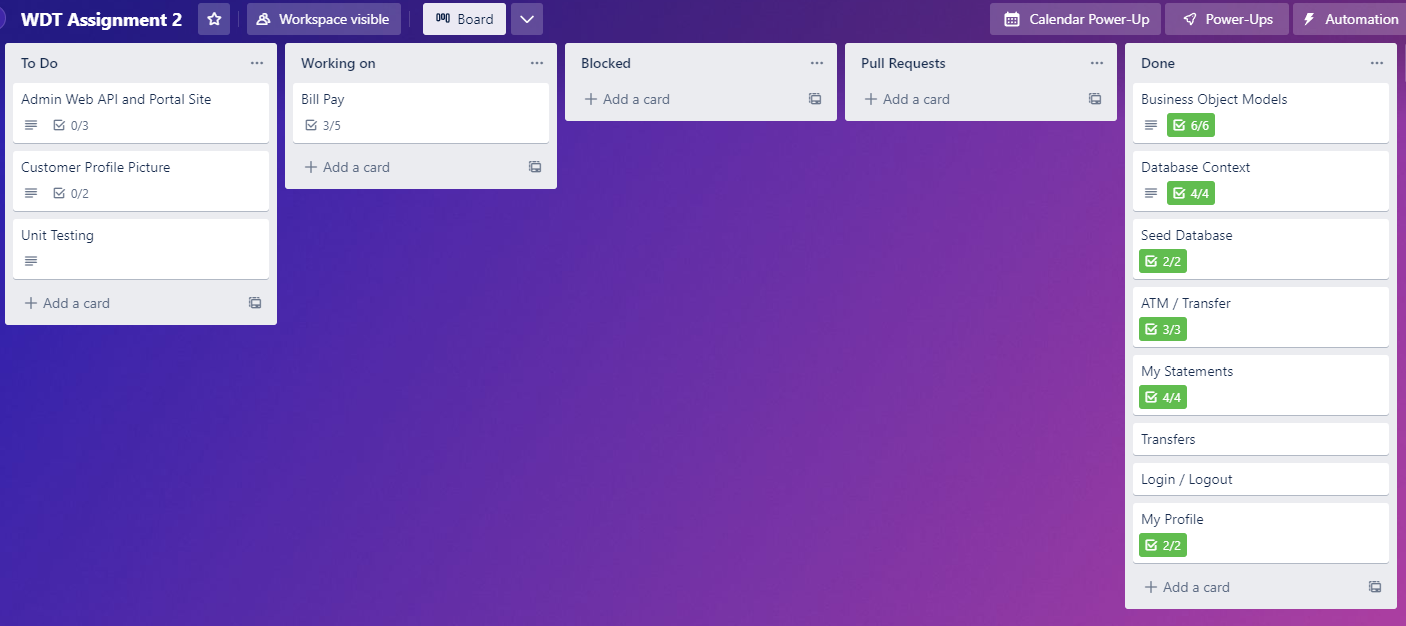 WDT Assignment 2
Workspace visible
Board
Calendar Power-Up
Power-Ups
Automation
To Do
Admin Web API and Portal Site
0/3
Customer Profile Picture
0/2
Unit Testing
Add a card
Working on
Bill Pay
3/5
Add a card
Blocked
Add a card
Pull Requests
Add a card
Done
Business Object Models
6/6
Database Context
4/4
Seed Database
2/2
ATM / Transfer
3/3
My Statements
4/4
Transfers
Login / Logout
My Profile
2/2
Add a card